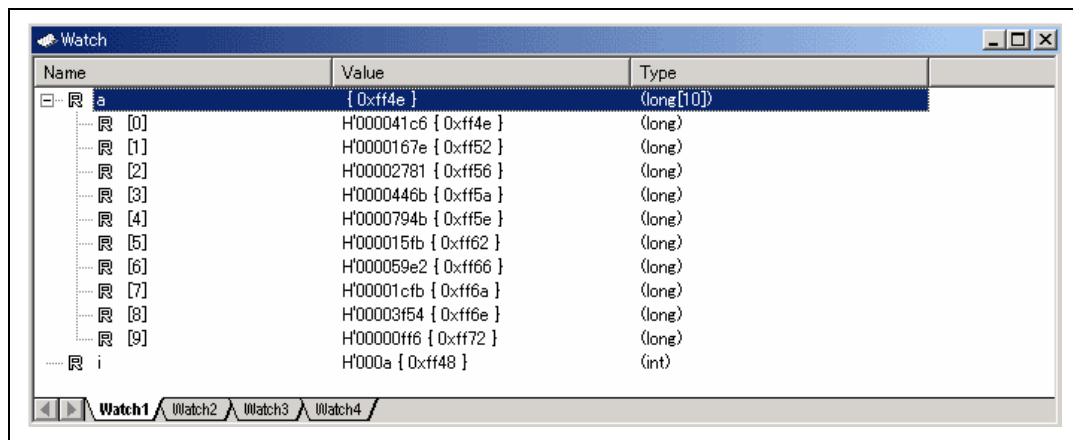 Watch
Name Value Type
R a { 0xff4e } (long[10])
R [0] H'000041c6 { 0xff4e } (long)
R [1] H'0000167e { 0xff52 } (long)
R [2] H'00002781 { 0xff56 } (long)
R [3] H'0000446b { 0xff5a } (long)
R [4] H'0000794b { 0xff5e } (long)
R [5] H'000015fb { 0xff62 } (long)
R [6] H'000059e2 { 0xff66 } (long)
R [7] H'00001cfb { 0xff6a } (long)
R [8] H'00003f54 { 0xff6e } (long)
R [9] H'00000ff6 { 0xff72 } (long)
R i H'000a { 0xff48 } (int)
Watch1 Watch2 Watch3 Watch4